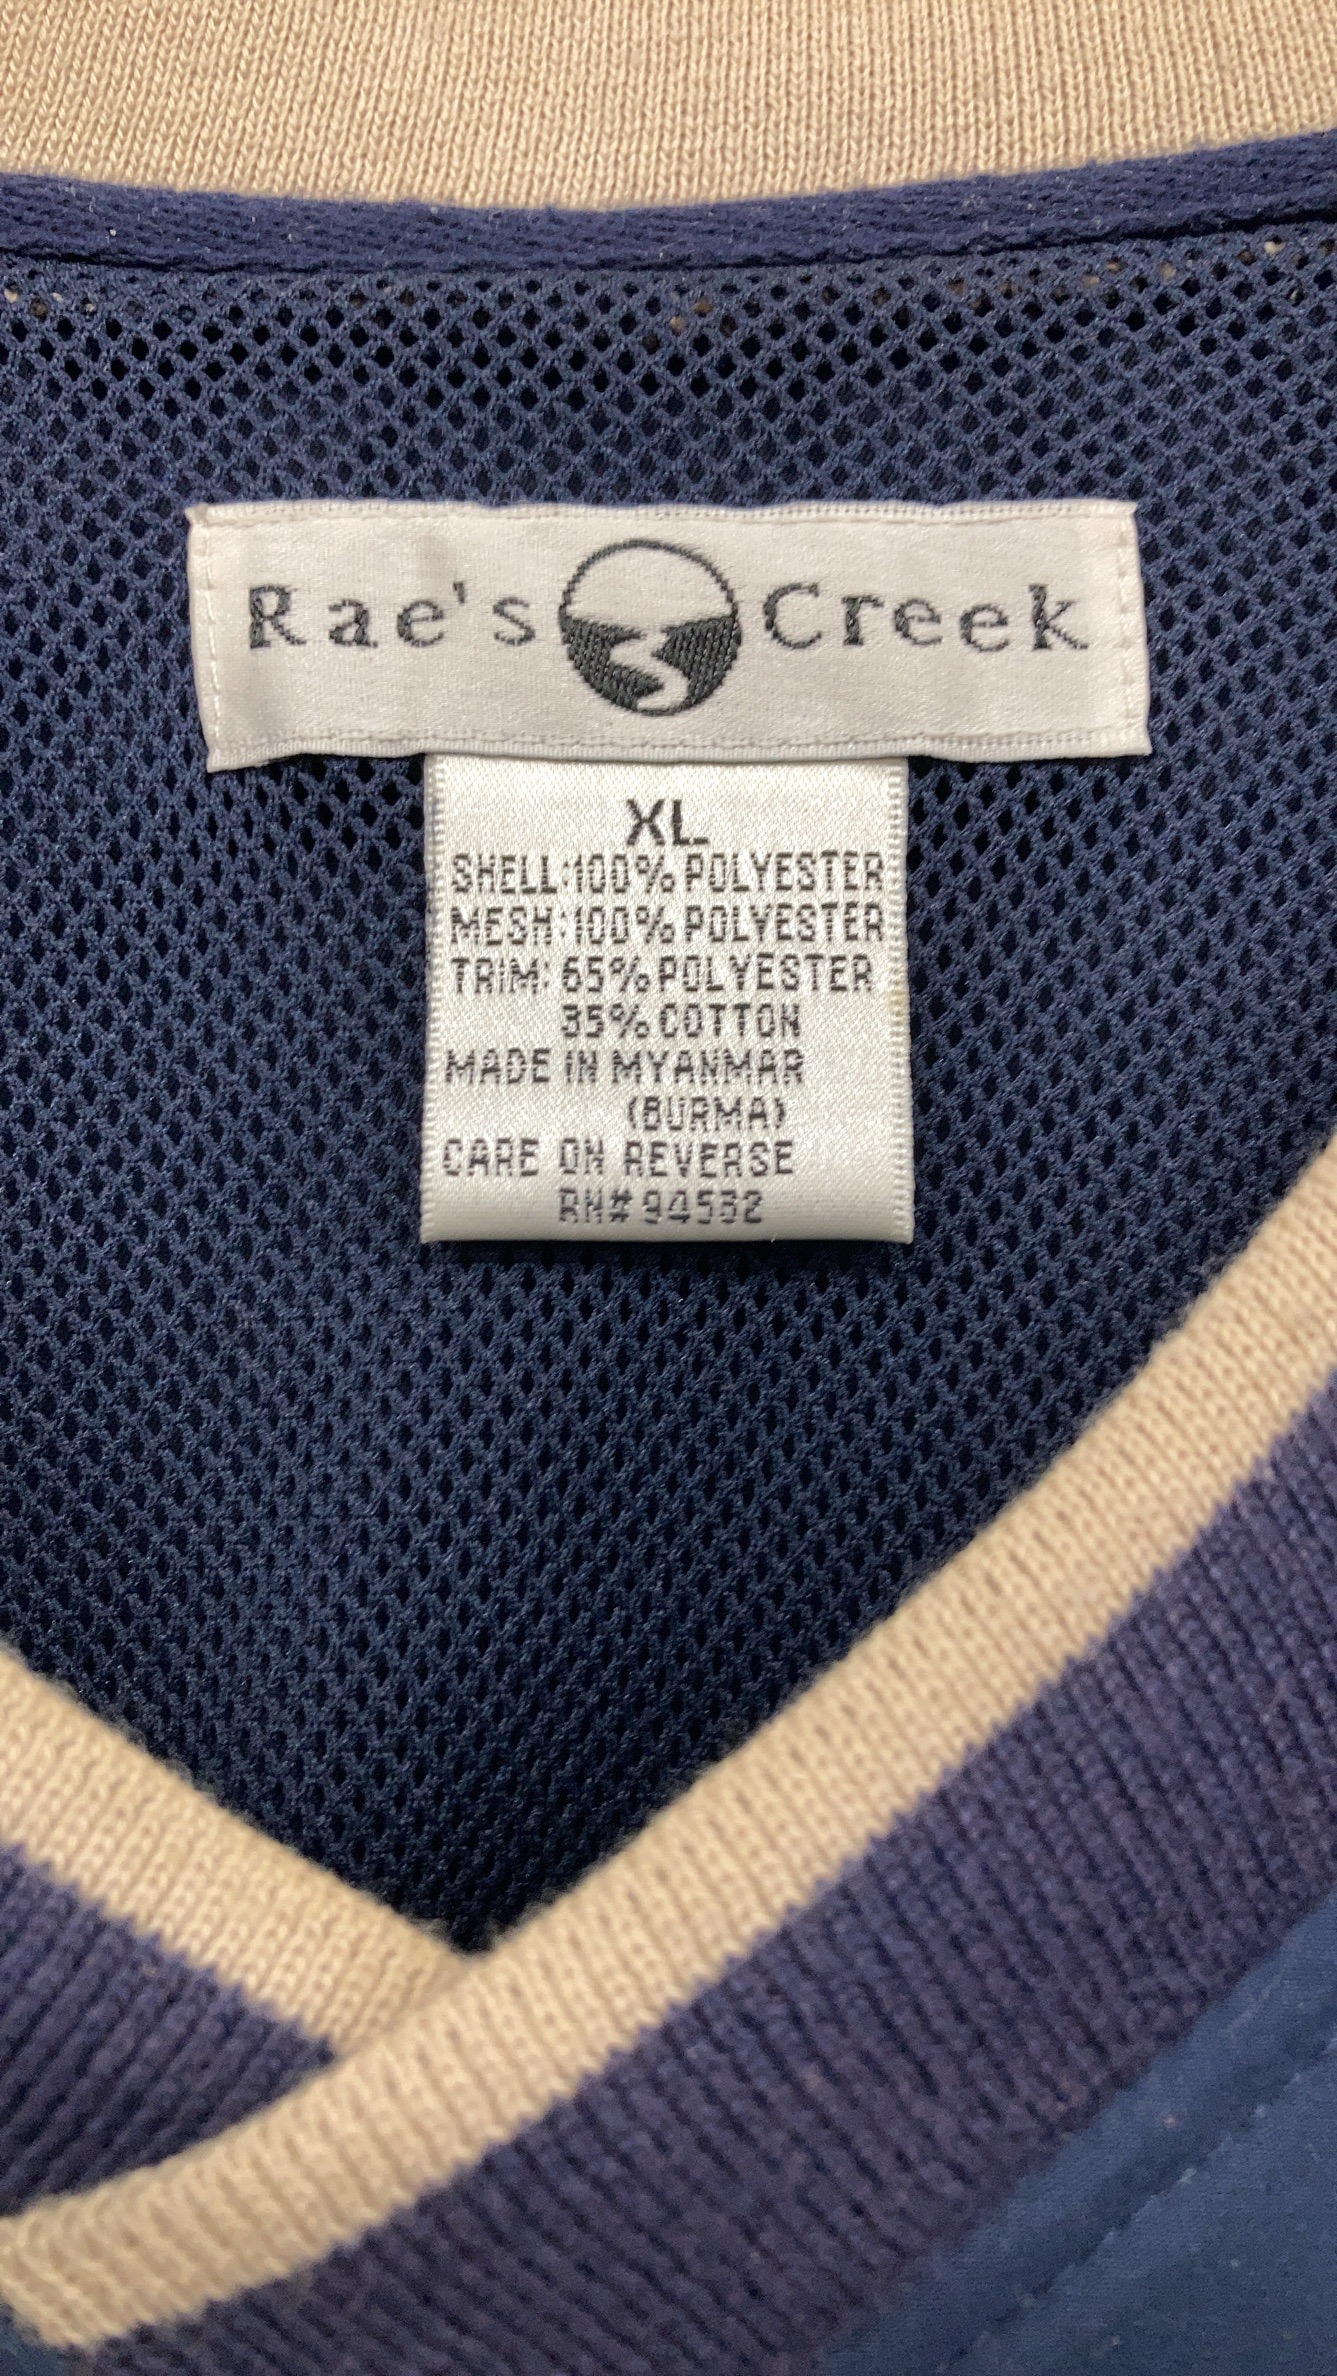 Rae's Creek
XL
SHELL:100% POLYESTER
MESH:100% POLYESTER
TRIM: 65% POLYESTER
35% COTTON
MADE IN MYANMAR
(BURMA)
CARE ON REVERSE
RN# 94532